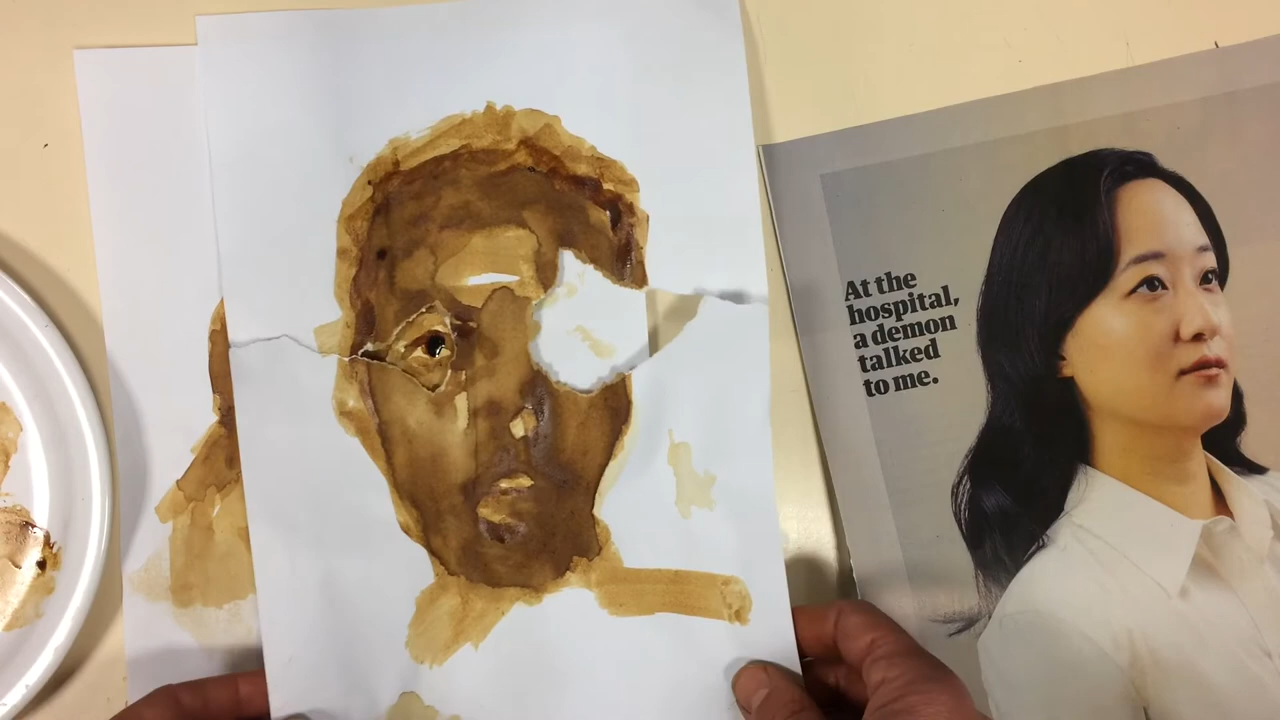 At the
hospital,
a demon
talked
to me.